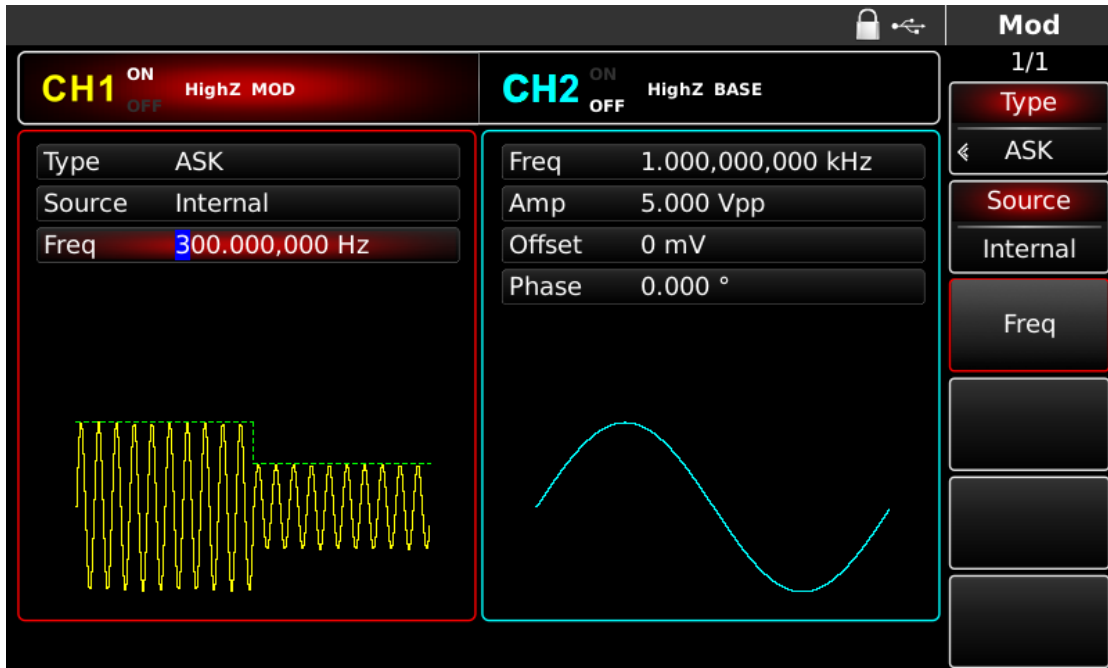 Mod
1/1
CH1 ON OFF HighZ MOD
CH2 ON OFF HighZ BASE
Type ASK
Source Internal
Freq 300.000,000 Hz
Freq 1.000,000,000 kHz
Amp 5.000 Vpp
Offset 0 mV
Phase 0.000 °
Type
ASK
Source
Internal
Freq